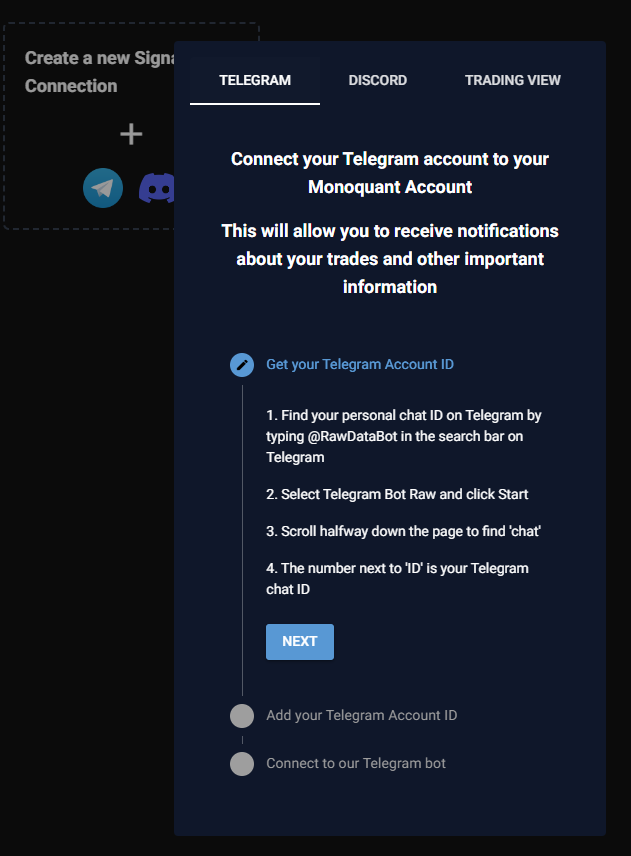 Create a new Signa
Connection
TELEGRAM
DISCORD
TRADING VIEW
Connect your Telegram account to your
Monoquant Account
This will allow you to receive notifications
about your trades and other important
information
Get your Telegram Account ID
1. Find your personal chat ID on Telegram by
typing @RawDataBot in the search bar on
Telegram
2. Select Telegram Bot Raw and click Start
3. Scroll halfway down the page to find 'chat'
4. The number next to 'ID' is your Telegram
chat ID
NEXT
Add your Telegram Account ID
Connect to our Telegram bot